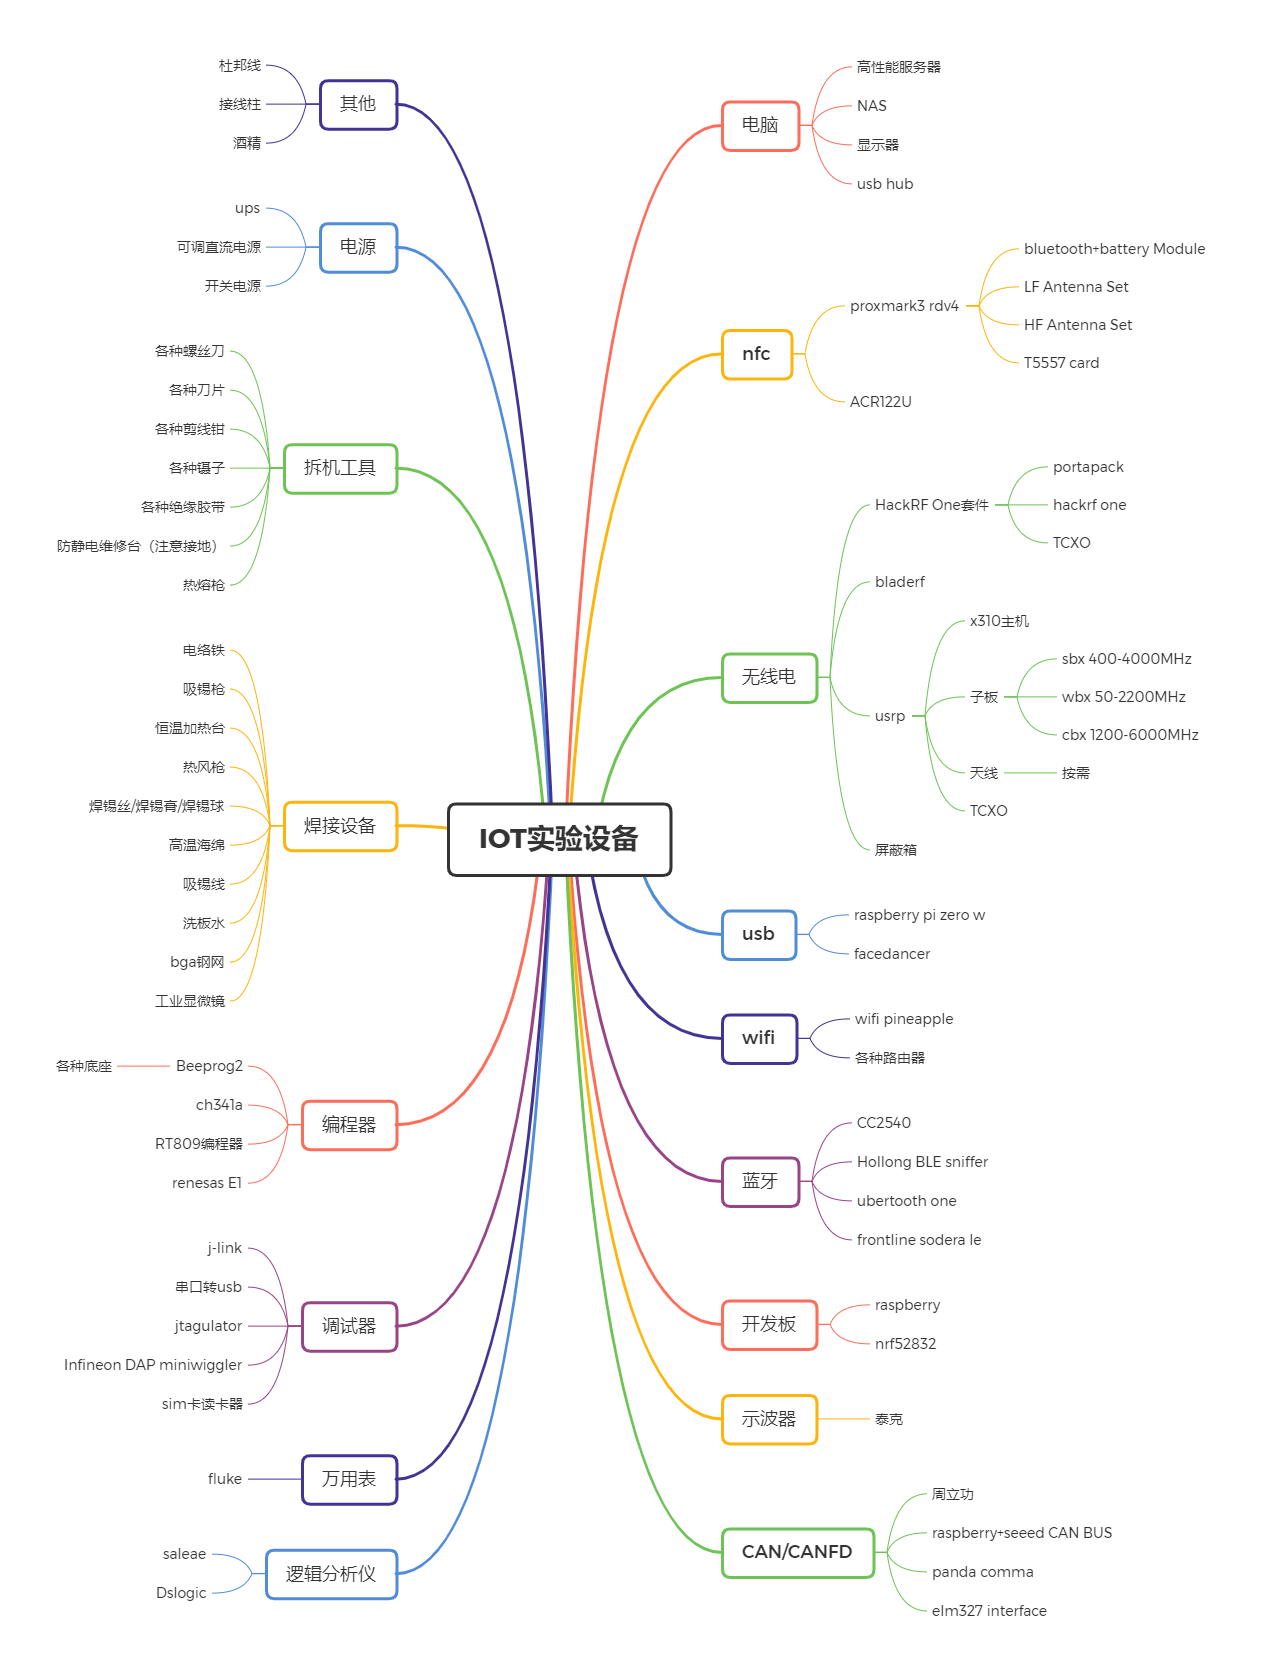 IOT实验设备
电脑
高性能服务器
NAS
显示器
usb hub
nfc
proxmark3 rdv4
bluetooth+battery Module
LF Antenna Set
HF Antenna Set
T5557 card
ACR122U
无线电
HackRF One套件
portapack
hackrf one
TCXO
bladerf
usrp
x310主机
子板
sbx 400-4000MHz
wbx 50-2200MHz
cbx 1200-6000MHz
天线
按需
TCXO
屏蔽箱
usb
raspberry pi zero w
facedancer
wifi
wifi pineapple
各种路由器
蓝牙
CC2540
Hollong BLE sniffer
ubertooth one
frontline sodera le
开发板
raspberry
nrf52832
示波器
泰克
CAN/CANFD
周立功
raspberry+seeed CAN BUS
panda comma
elm327 interface
其他
杜邦线
接线柱
酒精
电源
ups
可调直流电源
开关电源
拆机工具
各种螺丝刀
各种刀片
各种剪线钳
各种镊子
各种绝缘胶带
防静电维修台（注意接地）
热熔枪
焊接设备
电络铁
吸锡枪
恒温加热台
热风枪
焊锡丝/焊锡膏/焊锡球
高温海绵
吸锡线
洗板水
bga钢网
工业显微镜
编程器
Beeprog2
各种底座
ch341a
RT809编程器
renesas E1
调试器
j-link
串口转usb
jtagulator
Infineon DAP miniwiggler
sim卡读卡器
万用表
fluke
逻辑分析仪
saleae
Dslogic